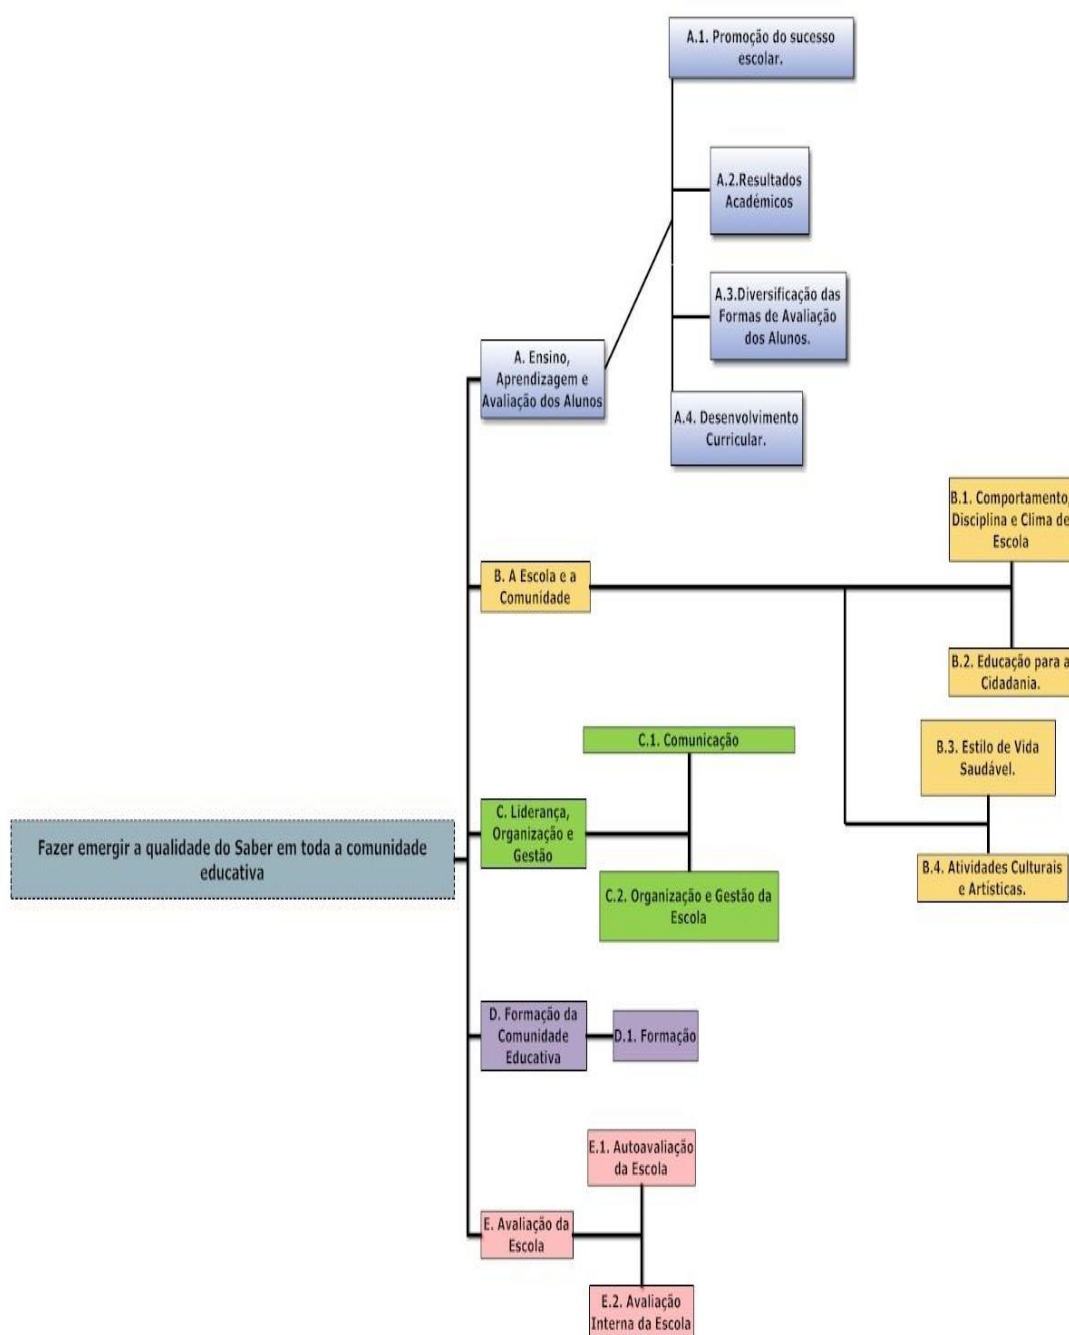 A.1. Promoção do sucesso
escolar.
A.2.Resultados
Académicos
A.3.Diversificação das
Formas de Avaliação
dos Alunos.
A. Ensino,
Aprendizagem e
Avaliação dos Alunos
A.4. Desenvolvimento
Curricular.
B.1. Comportamento,
Disciplina e Clima de
Escola
B. A Escola e a
Comunidade
B.2. Educação para a
Cidadania.
B.3. Estilo de Vida
Saudável.
B.4. Atividades Culturais
e Artísticas.
C.1. Comunicação
C. Liderança,
Organização e
Gestão
C.2. Organização e Gestão da
Escola
Fazer emergir a qualidade do Saber em toda a comunidade
educativa
D. Formação da
Comunidade
Educativa
D.1. Formação
E.1. Autoavaliação
da Escola
E. Avaliação da
Escola
E.2. Avaliação
Interna da Escola